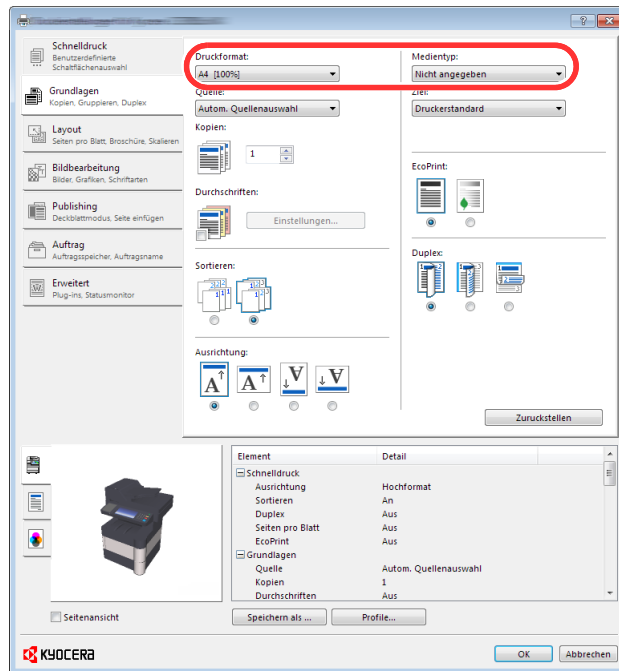 Schnelldruck
Benutzerdefinierte
Schaltflächenauswahl
Grundlagen
Kopien, Gruppieren, Duplex
Layout
Seiten pro Blatt, Broschüre, Skalieren
Bildbearbeitung
Bilder, Grafiken, Schriftarten
Publishing
Deckblattmodus, Seite einfügen
Auftrag
Auftragsspeicher, Auftragsname
Erweitert
Plug-ins, Statusmonitor
Druckformat:
A4 [100%]
Medientyp:
Nicht angegeben
Quelle:
Autom. Quellenauswahl
Ziel:
Druckerstandard
Kopien:
1
EcoPrint:
Durchschriften:
Einstellungen...
Sortieren:
Duplex:
Ausrichtung:
Zuruckstellen
Element Detail
Schnelldruck
Ausrichtung Hochformat
Sortieren An
Duplex Aus
Seiten pro Blatt Aus
EcoPrint Aus
Grundlagen
Quelle Autom. Quellenauswahl
Kopien 1
Durchschriften Aus
Seitenansicht
Speichern als ...
Profile...
KYOCERA
OK
Abbrechen